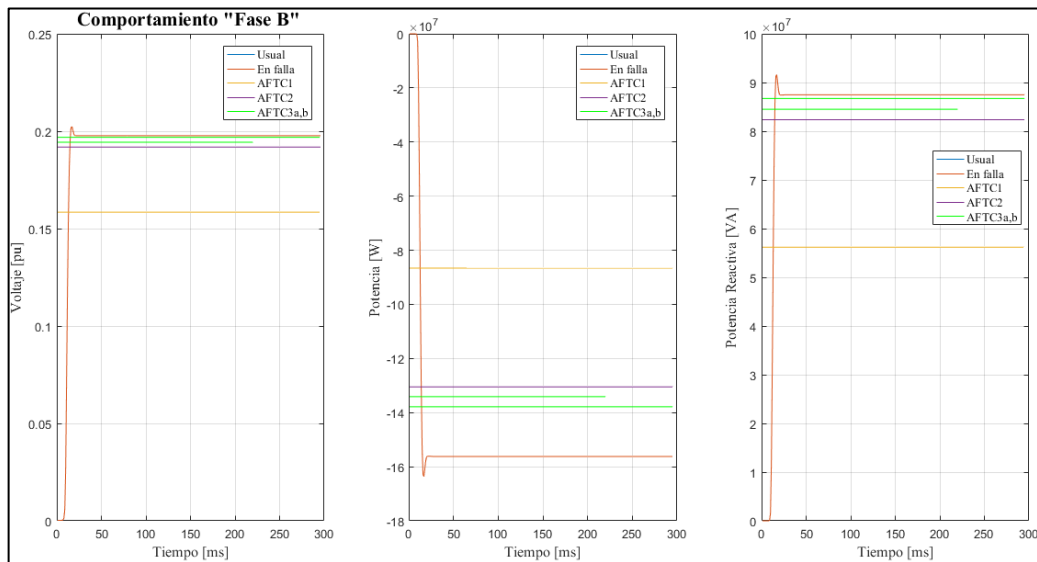 Comportamiento "Fase B"
0.25
0.2
0.15
0.1
0.05
0
Voltaje [pu]
0 50 100 150 200 250 300
Tiempo [ms]
Usual
En falla
AFTC1
AFTC2
AFTC3a,b
×10⁷
0
-2
-4
-6
-8
-10
-12
-14
-16
-18
Potencia [W]
0 50 100 150 200 250 300
Tiempo [ms]
Usual
En falla
AFTC1
AFTC2
AFTC3a,b
×10⁷
10
9
8
7
6
5
4
3
2
1
0
Potencia Reactiva [VA]
0 50 100 150 200 250 300
Tiempo [ms]
Usual
En falla
AFTC1
AFTC2
AFTC3a,b